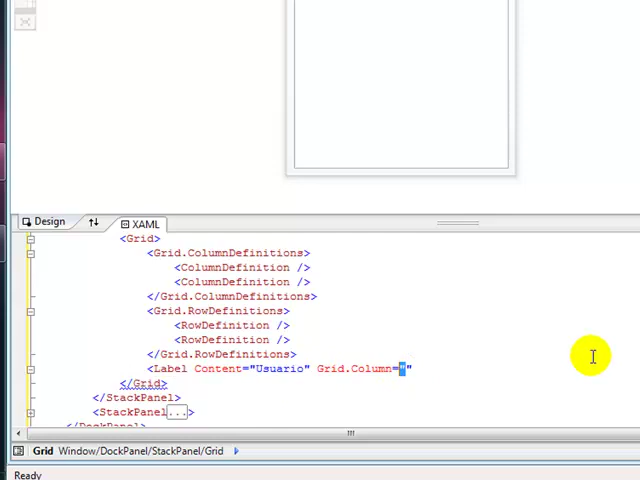 Design XAML
<Grid>
<Grid.ColumnDefinitions>
<ColumnDefinition />
<ColumnDefinition />
</Grid.ColumnDefinitions>
<Grid.RowDefinitions>
<RowDefinition />
<RowDefinition />
</Grid.RowDefinitions>
<Label Content="Usuario" Grid.Column=""
</Grid>
</StackPanel>
<StackPanel...>
</DockPanel>
Grid Window/DockPanel/StackPanel/Grid
Ready